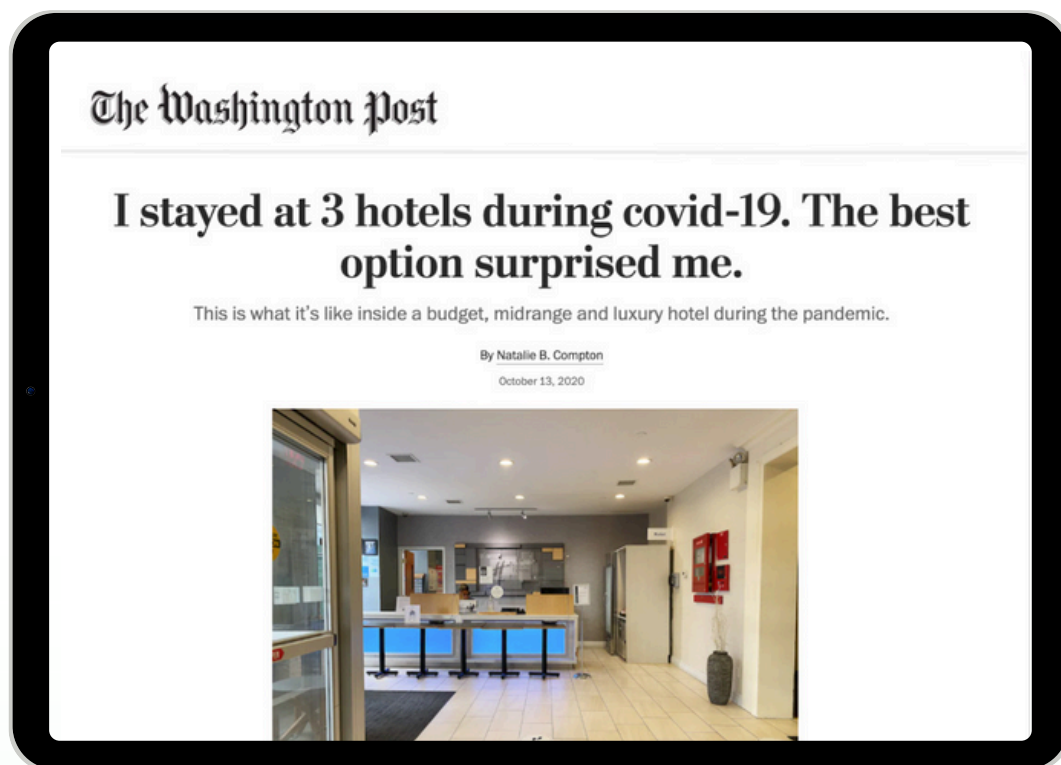 The Washington Post
I stayed at 3 hotels during covid-19. The best
option surprised me.
This is what it's like inside a budget, midrange and luxury hotel during the pandemic.
By Natalie B. Compton
October 13, 2020